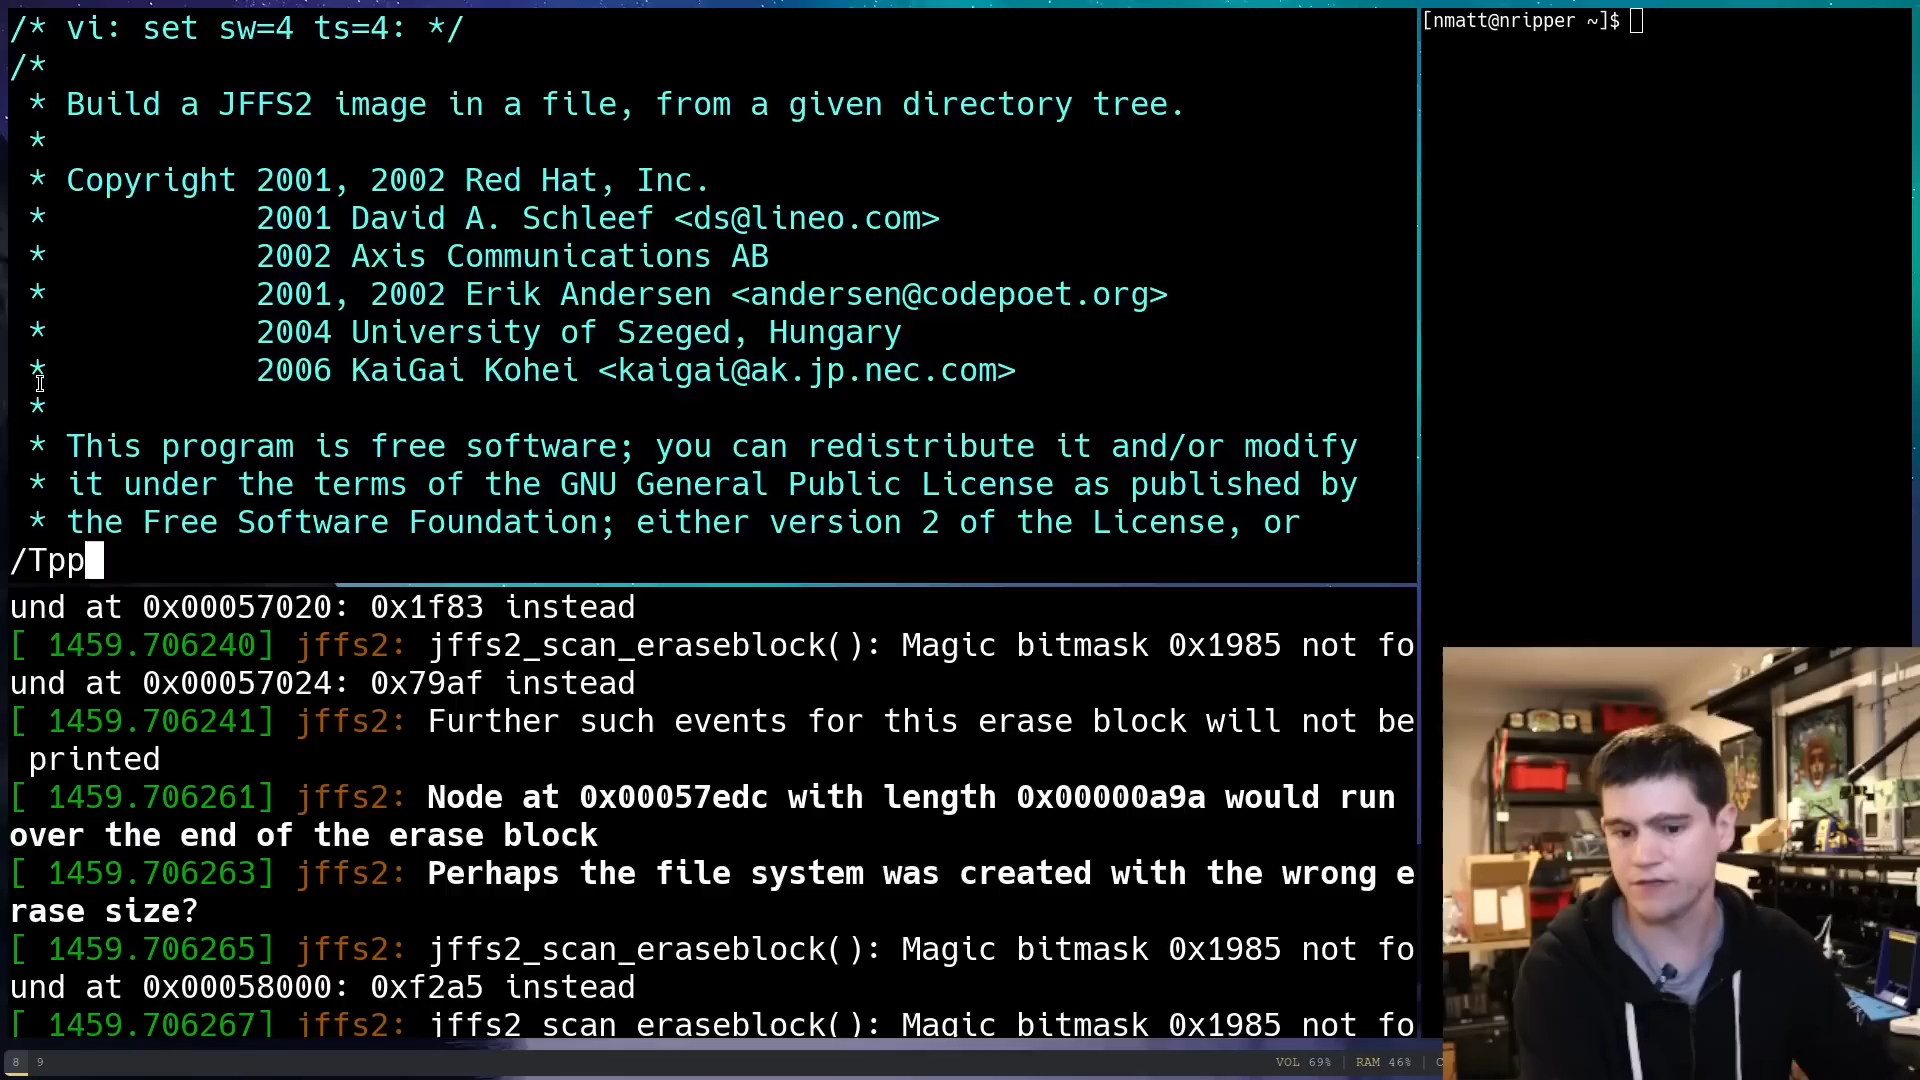 /* vi: set sw=4 ts=4: */
/*
 * Build a JFFS2 image in a file, from a given directory tree.
 *
 * Copyright 2001, 2002 Red Hat, Inc.
 *           2001 David A. Schleef <ds@lineo.com>
 *           2002 Axis Communications AB
 *           2001, 2002 Erik Andersen <andersen@codepoet.org>
 *           2004 University of Szeged, Hungary
 *           2006 KaiGai Kohei <kaigai@ak.jp.nec.com>
 *
 * This program is free software; you can redistribute it and/or modify
 * it under the terms of the GNU General Public License as published by
 * the Free Software Foundation; either version 2 of the License, or
/Tpp
und at 0x00057020: 0x1f83 instead
[ 1459.706240] jffs2: jffs2_scan_eraseblock(): Magic bitmask 0x1985 not fo
und at 0x00057024: 0x79af instead
[ 1459.706241] jffs2: Further such events for this erase block will not be
 printed
[ 1459.706261] jffs2: Node at 0x00057edc with length 0x00000a9a would run
over the end of the erase block
[ 1459.706263] jffs2: Perhaps the file system was created with the wrong e
rase size?
[ 1459.706265] jffs2: jffs2_scan_eraseblock(): Magic bitmask 0x1985 not fo
und at 0x00058000: 0xf2a5 instead
[ 1459.706267] jffs2: jffs2_scan_eraseblock(): Magic bitmask 0x1985 not fo
[nmatt@nripper ~]$
8 9
VOL 69% | RAM 46% | C